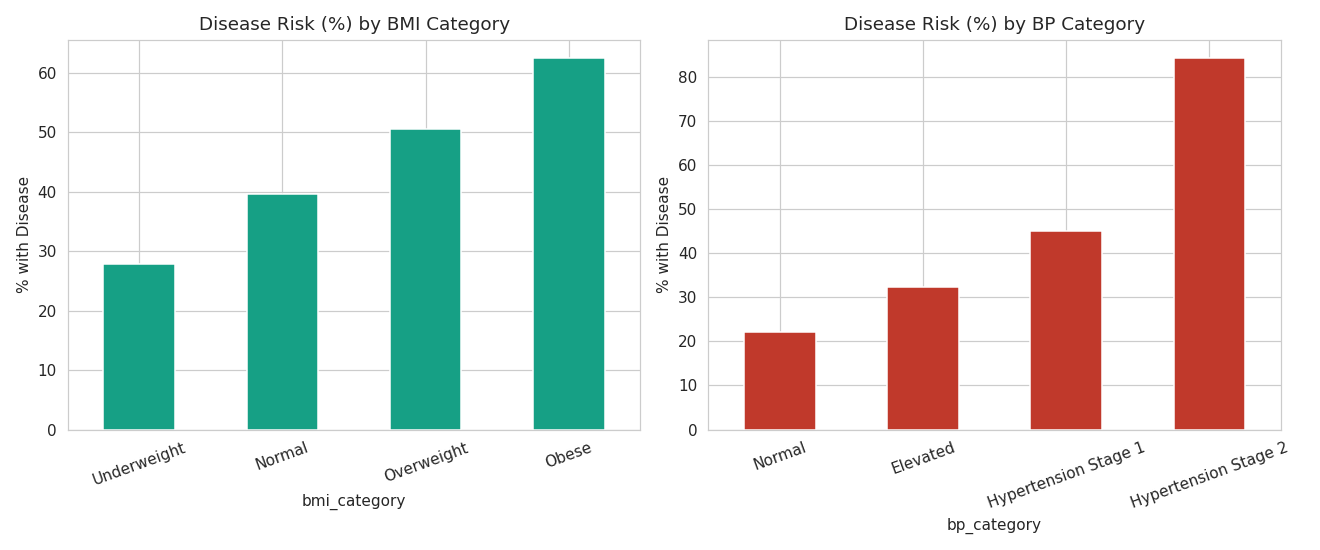 Disease Risk (%) by BMI Category
% with Disease
60
50
40
30
20
10
0
Underweight
Normal
Overweight
Obese
bmi_category
Disease Risk (%) by BP Category
% with Disease
80
70
60
50
40
30
20
10
0
Normal
Elevated
Hypertension Stage 1
Hypertension Stage 2
bp_category